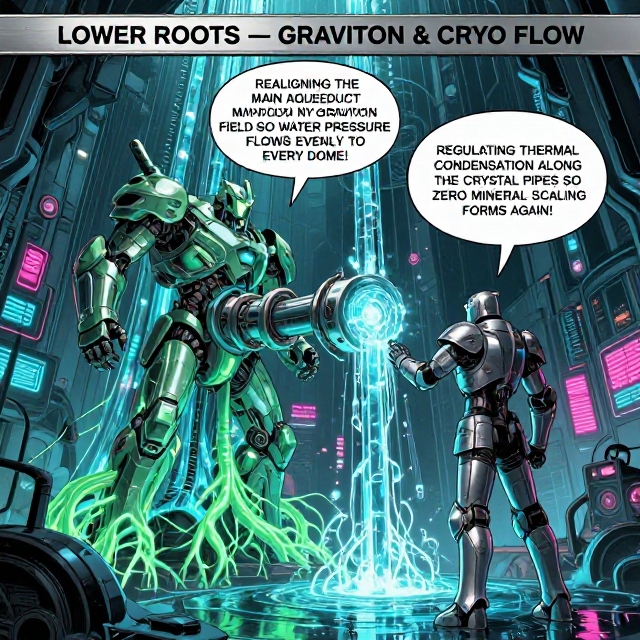 LOWER ROOTS — GRAVITON & CRYO FLOW
REALIGNING THE
MAIN AQUEDUCT
FIELD SO WATER PRESSURE
FLOWS EVENLY TO
EVERY DOME!
REGULATING THERMAL
CONDENSATION ALONG
THE CRYSTAL PIPES SO
ZERO MINERAL SCALING
FORMS AGAIN!